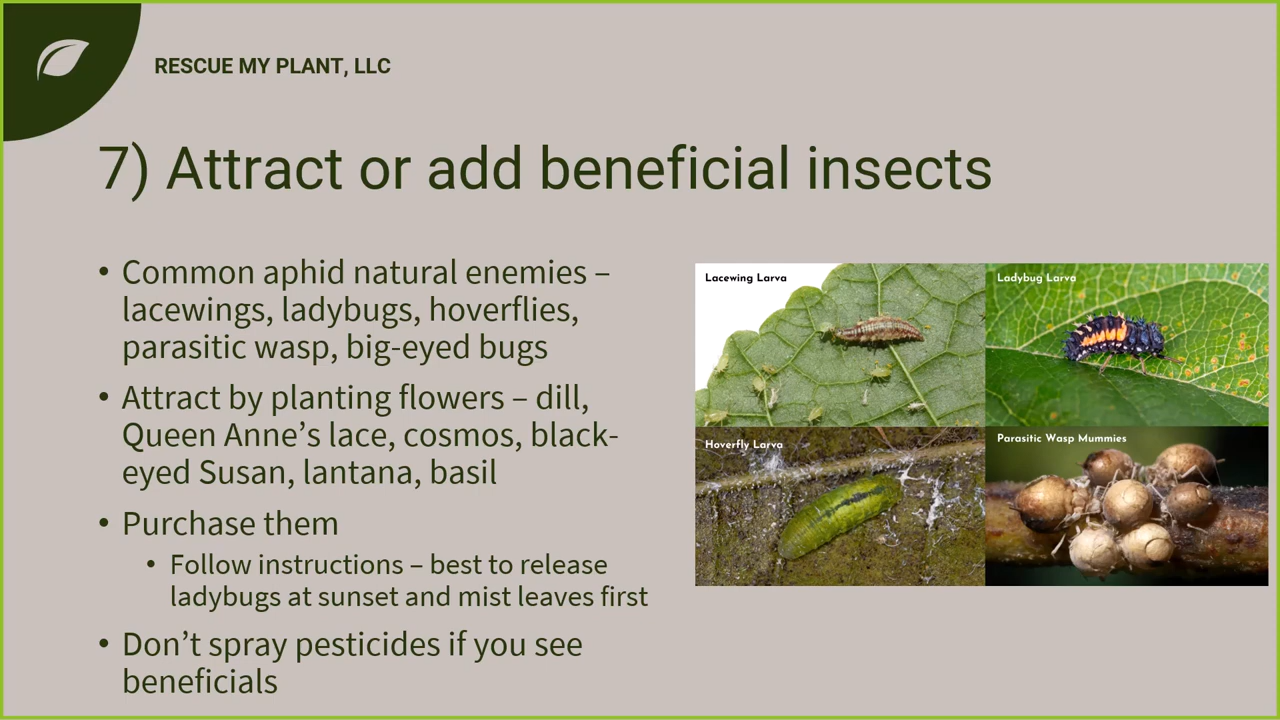 RESCUE MY PLANT, LLC
7) Attract or add beneficial insects
• Common aphid natural enemies –
lacewings, ladybugs, hoverflies,
parasitic wasp, big-eyed bugs
• Attract by planting flowers – dill,
Queen Anne’s lace, cosmos, black-
eyed Susan, lantana, basil
• Purchase them
• Follow instructions – best to release
ladybugs at sunset and mist leaves first
• Don’t spray pesticides if you see
beneficials
Lacewing Larva
Ladybug Larva
Hoverfly Larva
Parasitic Wasp Mummies